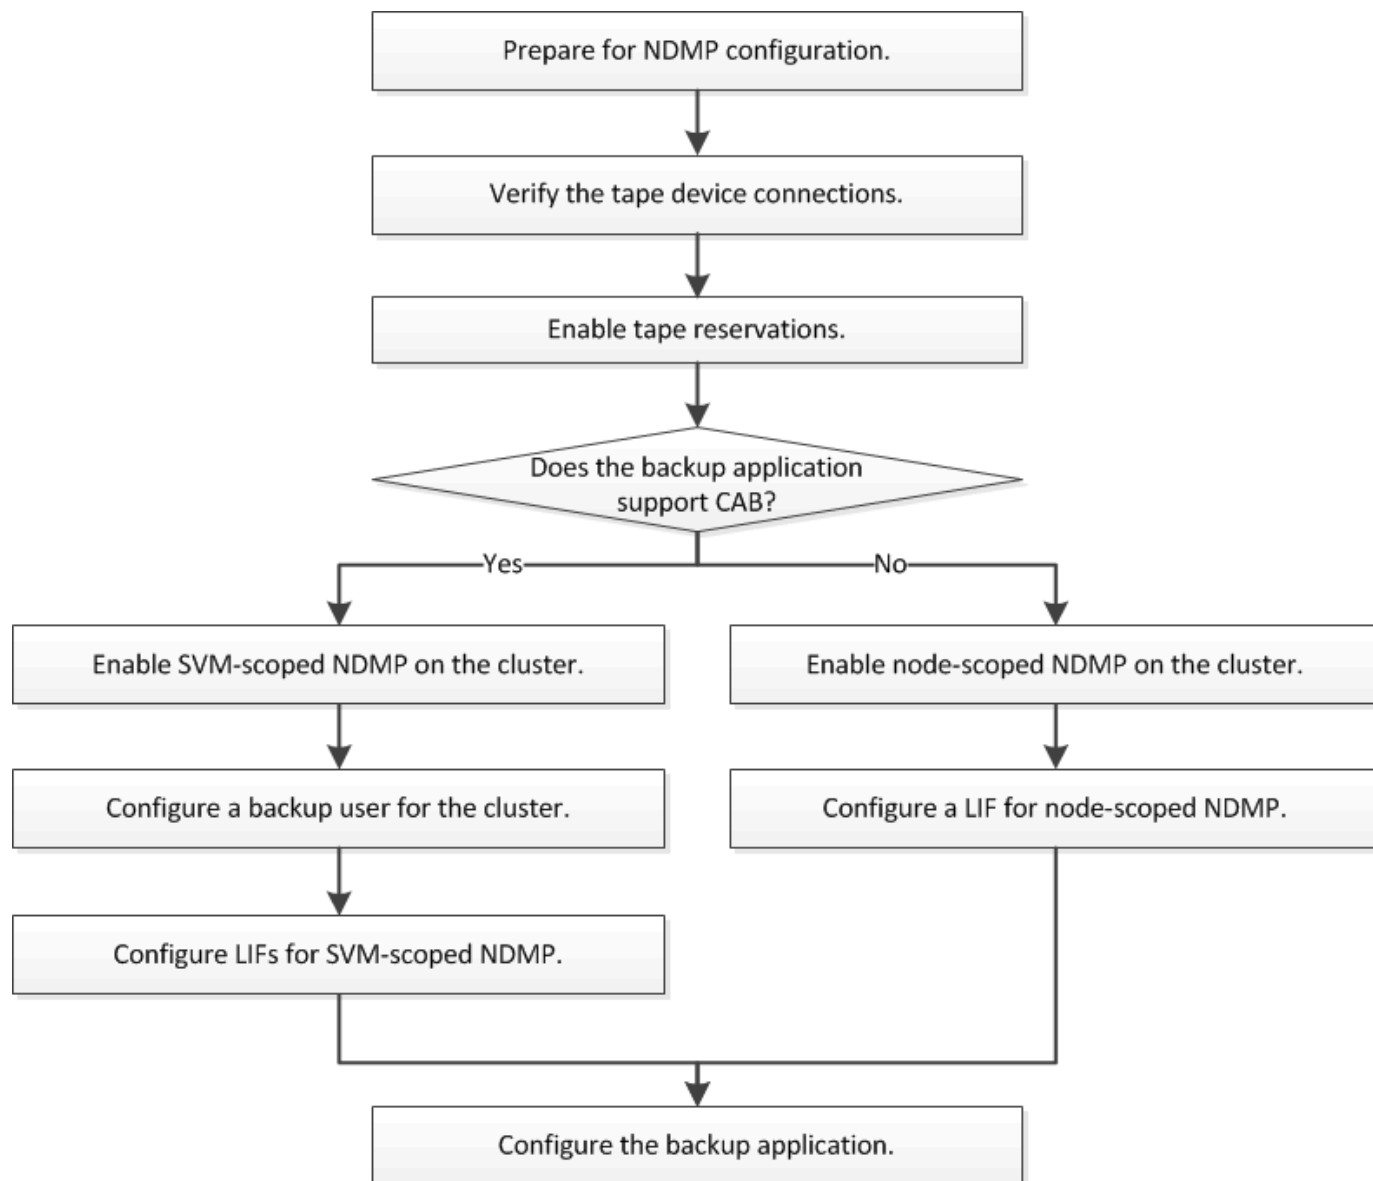 Prepare for NDMP configuration.
Verify the tape device connections.
Enable tape reservations.
Does the backup application
support CAB?
Yes
No
Enable SVM-scoped NDMP on the cluster.
Enable node-scoped NDMP on the cluster.
Configure a backup user for the cluster.
Configure a LIF for node-scoped NDMP.
Configure LIFs for SVM-scoped NDMP.
Configure the backup application.